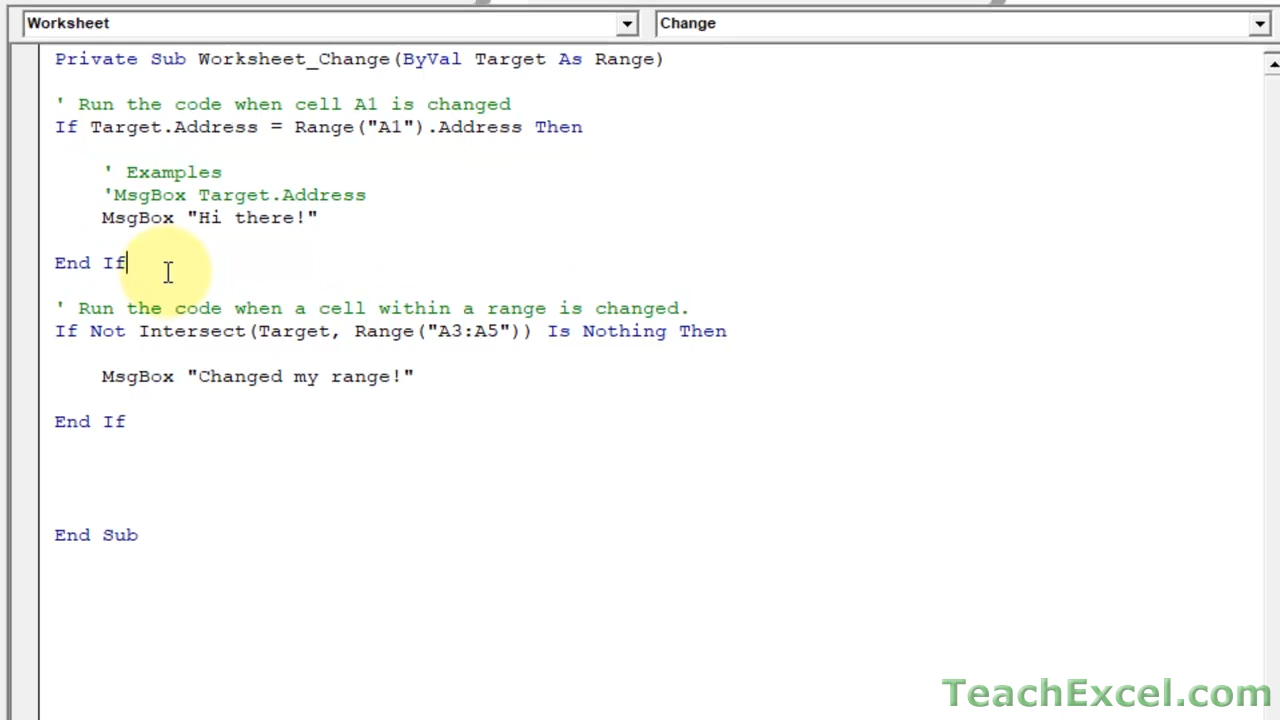 Worksheet
Change
Private Sub Worksheet_Change(ByVal Target As Range)
' Run the code when cell A1 is changed
If Target.Address = Range("A1").Address Then
' Examples
'MsgBox Target.Address
MsgBox "Hi there!"
End If
' Run the code when a cell within a range is changed.
If Not Intersect(Target, Range("A3:A5")) Is Nothing Then
MsgBox "Changed my range!"
End If
End Sub
TeachExcel.com